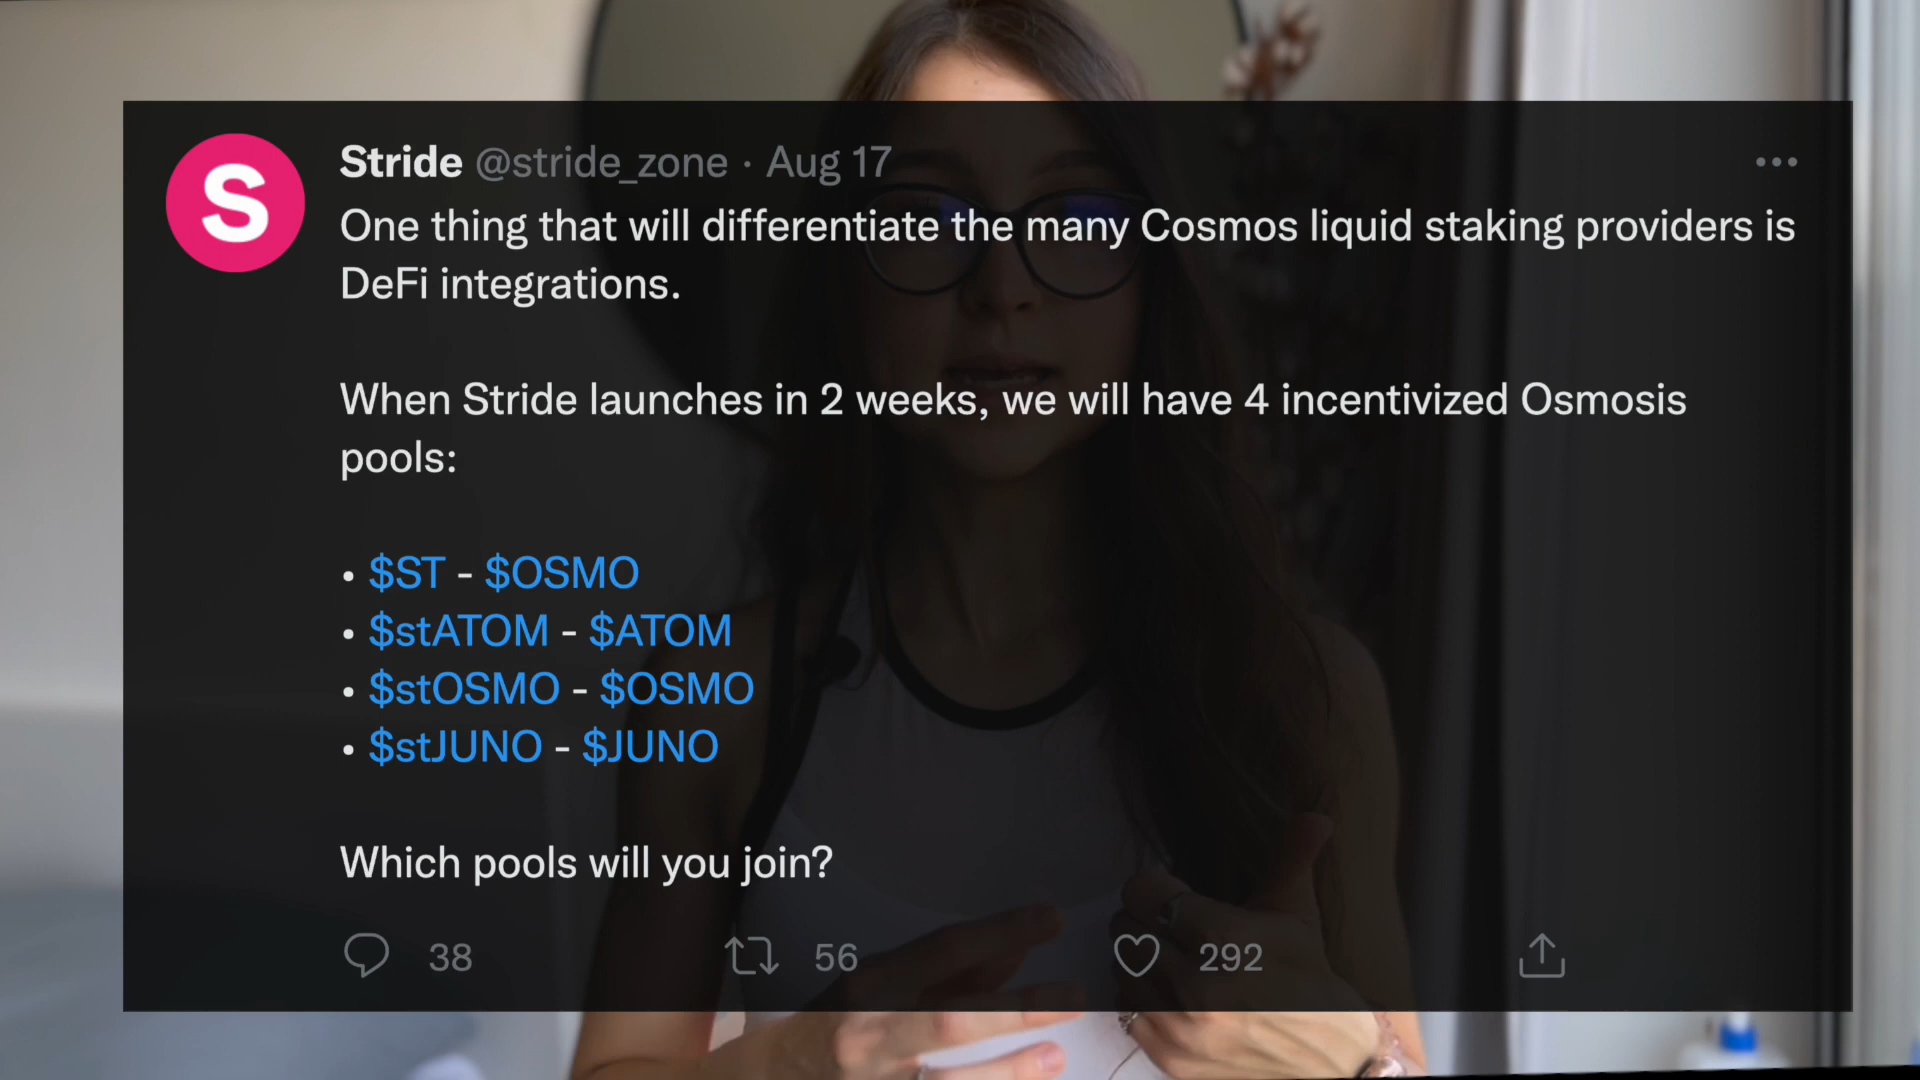 S
Stride @stride_zone · Aug 17
One thing that will differentiate the many Cosmos liquid staking providers is
DeFi integrations.
When Stride launches in 2 weeks, we will have 4 incentivized Osmosis
pools:
• $ST - $OSMO
• $stATOM - $ATOM
• $stOSMO - $OSMO
• $stJUNO - $JUNO
Which pools will you join?
38 56 292